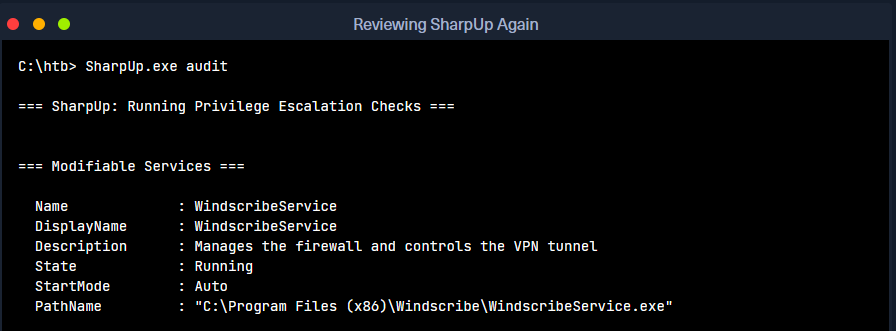 Reviewing SharpUp Again
C:\htb> SharpUp.exe audit
=== SharpUp: Running Privilege Escalation Checks ===
=== Modifiable Services ===
Name : WindscribeService
DisplayName : WindscribeService
Description : Manages the firewall and controls the VPN tunnel
State : Running
StartMode : Auto
PathName : "C:\Program Files (x86)\Windscribe\WindscribeService.exe"